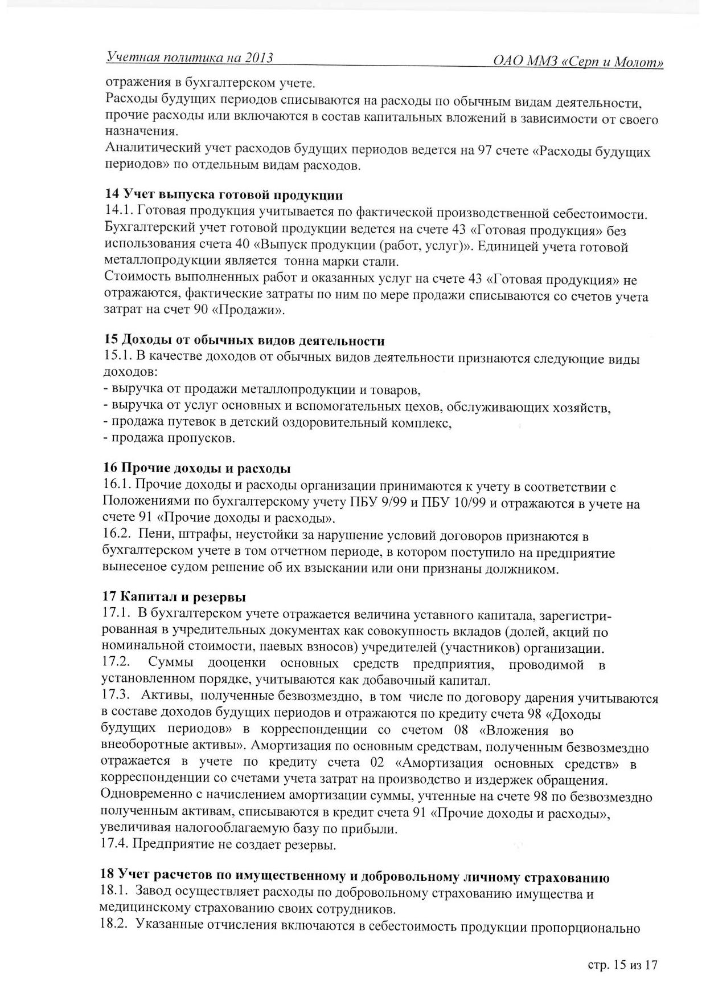 Учетная политика на 2013 ОАО ММЗ «Серп и Молот»
отражения в бухгалтерском учете.
Расходы будущих периодов списываются на расходы по обычным видам деятельности,
прочие расходы или включаются в состав капитальных вложений в зависимости от своего
назначения.
Аналитический учет расходов будущих периодов ведется на 97 счете «Расходы будущих
периодов» по отдельным видам расходов.
14 Учет выпуска готовой продукции
14.1. Готовая продукция учитывается по фактической производственной себестоимости.
Бухгалтерский учет готовой продукции ведется на счете 43 «Готовая продукция» без
использования счета 40 «Выпуск продукции (работ, услуг)». Единицей учета готовой
металлопродукции является тонна марки стали.
Стоимость выполненных работ и оказанных услуг на счете 43 «Готовая продукция» не
отражаются, фактические затраты по ним по мере продажи списываются со счетов учета
затрат на счет 90 «Продажи».
15 Доходы от обычных видов деятельности
15.1. В качестве доходов от обычных видов деятельности признаются следующие виды
доходов:
- выручка от продажи металлопродукции и товаров,
- выручка от услуг основных и вспомогательных цехов, обслуживающих хозяйств,
- продажа путевок в детский оздоровительный комплекс,
- продажа пропусков.
16 Прочие доходы и расходы
16.1. Прочие доходы и расходы организации принимаются к учету в соответствии с
Положениями по бухгалтерскому учету ПБУ 9/99 и ПБУ 10/99 и отражаются в учете на
счете 91 «Прочие доходы и расходы».
16.2. Пени, штрафы, неустойки за нарушение условий договоров признаются в
бухгалтерском учете в том отчетном периоде, в котором поступило на предприятие
вынесеное судом решение об их взыскании или они признаны должником.
17 Капитал и резервы
17.1. В бухгалтерском учете отражается величина уставного капитала, зарегистри-
рованная в учредительных документах как совокупность вкладов (долей, акций по
номинальной стоимости, паевых взносов) учредителей (участников) организации.
17.2. Суммы дооценки основных средств предприятия, проводимой в
установленном порядке, учитываются как добавочный капитал.
17.3. Активы, полученные безвозмездно, в том числе по договору дарения учитываются
в составе доходов будущих периодов и отражаются по кредиту счета 98 «Доходы
будущих периодов» в корреспонденции со счетом 08 «Вложения во
внеоборотные активы». Амортизация по основным средствам, полученным безвозмездно
отражается в учете по кредиту счета 02 «Амортизация основных средств» в
корреспонденции со счетами учета затрат на производство и издержек обращения.
Одновременно с начислением амортизации суммы, учтенные на счете 98 по безвозмездно
полученным активам, списываются в кредит счета 91 «Прочие доходы и расходы»,
увеличивая налогооблагаемую базу по прибыли.
17.4. Предприятие не создает резервы.
18 Учет расчетов по имущественному и добровольному личному страхованию
18.1. Завод осуществляет расходы по добровольному страхованию имущества и
медицинскому страхованию своих сотрудников.
18.2. Указанные отчисления включаются в себестоимость продукции пропорционально
стр. 15 из 17